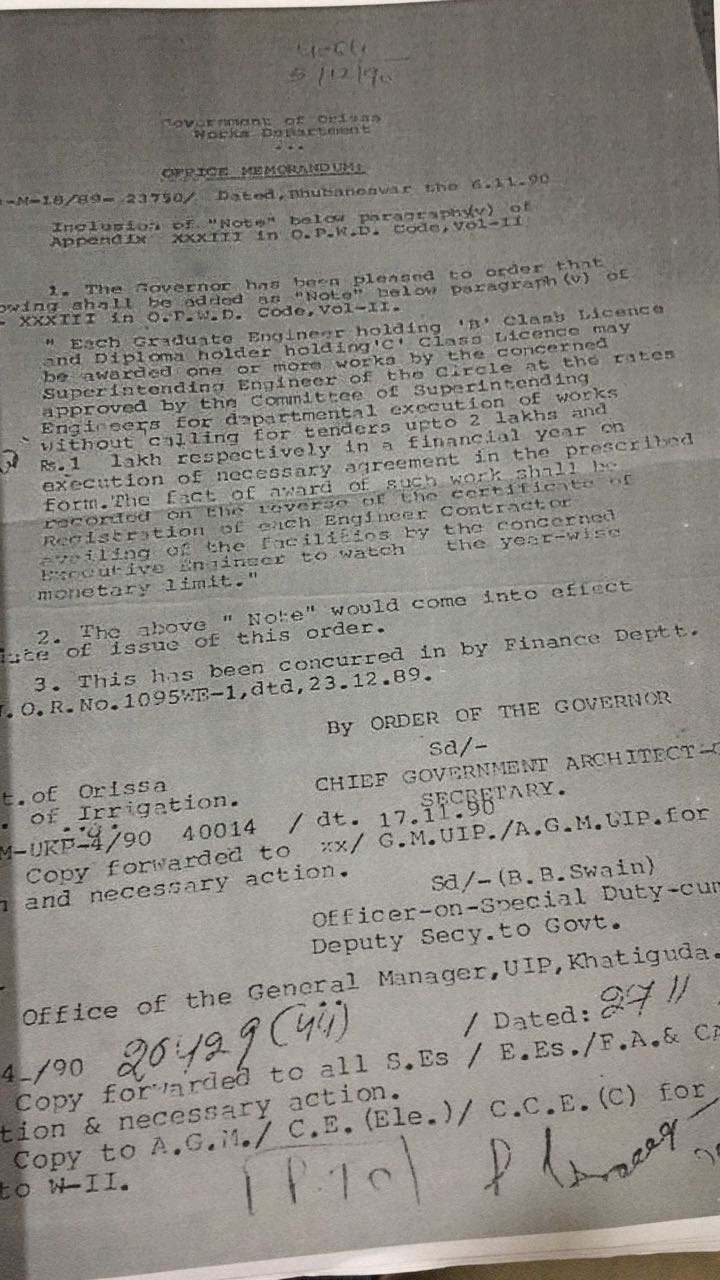 5/12/90
Government of Orissa
Works Department
...
OFFICE MEMORANDUM:
-M-18/89- 23750/ Dated, Bhubaneswar the 6.11.90
Inclusion of "Note" below paragraph(v) of
Appendix XXXIII in O.P.W.D. Code, Vol-II
1. The Governor has been pleased to order that
owing shall be added as "Note" below paragraph (v) of
XXXIII in O.P.W.D. Code, Vol-II.
" Each Graduate Engineer holding 'B' Class Licence
and Diploma holder holding 'C' Class Licence may
be awarded one or more works by the concerned
Superintending Engineer of the Circle at the rates
approved by the Committee of Superintending
Engineers for departmental execution of works
without calling for tenders upto 2 lakhs and
Rs.1 lakh respectively in a financial year on
execution of necessary agreement in the prescribed
form. The fact of award of such work shall be
recorded on the reverse of the certificate of
Registration of each Engineer Contractor
availing of the facilities by the concerned
Executive Engineer to watch the year-wise
monetary limit."
2. The above " Note" would come into effect
date of issue of this order.
3. This has been concurred in by Finance Deptt.
.O.R.No.1095WE-1,dtd,23.12.89.
By ORDER OF THE GOVERNOR
Sd/-
CHIEF GOVERNMENT ARCHITECT-
SECRETARY.
t.of Orissa
. of Irrigation.
M-UKP-4/90 40014 / dt. 17.11.90
Copy forwarded to xx/ G.M.UIP./A.G.M.UIP.for
n and necessary action.
Sd/-(B.B.Swain)
Officer-on-Special Duty-cum
Deputy Secy.to Govt.
Office of the General Manager,UIP,Khatiguda.
4-/90 20429(44) / Dated: 27 11
Copy forwarded to all S.Es / E.Es./F.A.& CA
tion & necessary action.
Copy to A.G.M./ C.E.(Ele.)/ C.C.E.(C) for
to W-II.